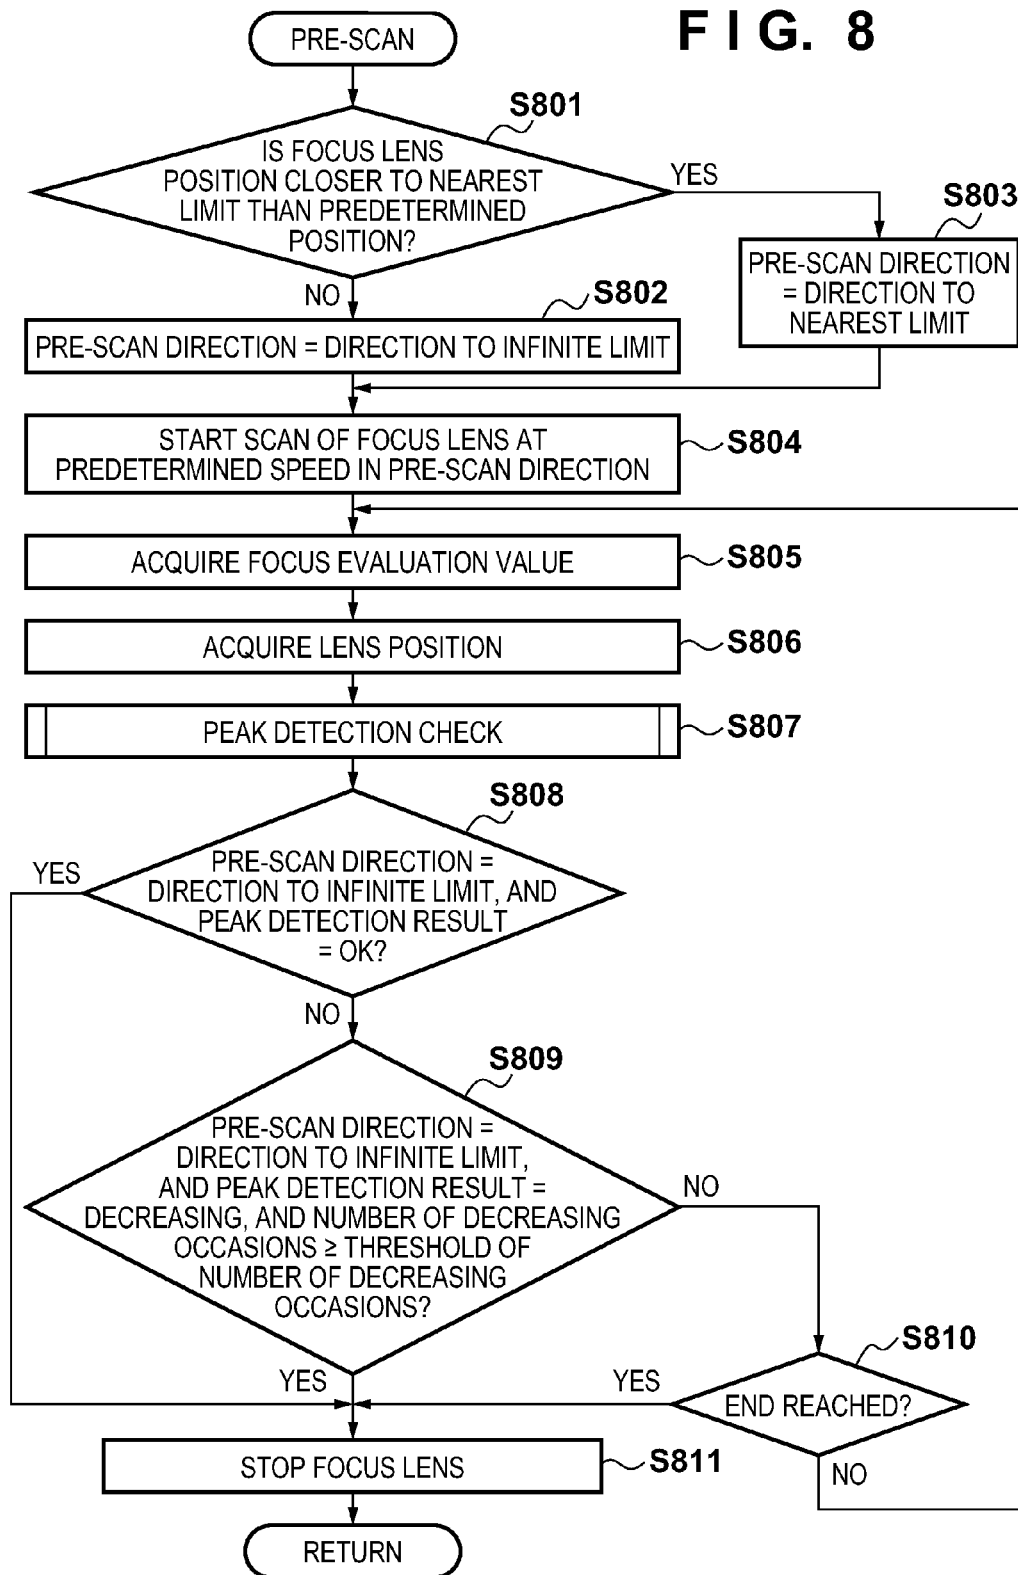 FIG. 8
PRE-SCAN
S801
IS FOCUS LENS
POSITION CLOSER TO NEAREST
LIMIT THAN PREDETERMINED
POSITION?
YES
NO
S803
PRE-SCAN DIRECTION
= DIRECTION TO
NEAREST LIMIT
S802
PRE-SCAN DIRECTION = DIRECTION TO INFINITE LIMIT
START SCAN OF FOCUS LENS AT
PREDETERMINED SPEED IN PRE-SCAN DIRECTION
S804
ACQUIRE FOCUS EVALUATION VALUE
S805
ACQUIRE LENS POSITION
S806
PEAK DETECTION CHECK
S807
S808
YES
PRE-SCAN DIRECTION =
DIRECTION TO INFINITE LIMIT, AND
PEAK DETECTION RESULT
= OK?
NO
S809
PRE-SCAN DIRECTION =
DIRECTION TO INFINITE LIMIT,
AND PEAK DETECTION RESULT =
DECREASING, AND NUMBER OF DECREASING
OCCASIONS ≥ THRESHOLD OF
NUMBER OF DECREASING
OCCASIONS?
NO
YES
S810
END REACHED?
YES
NO
STOP FOCUS LENS
S811
RETURN